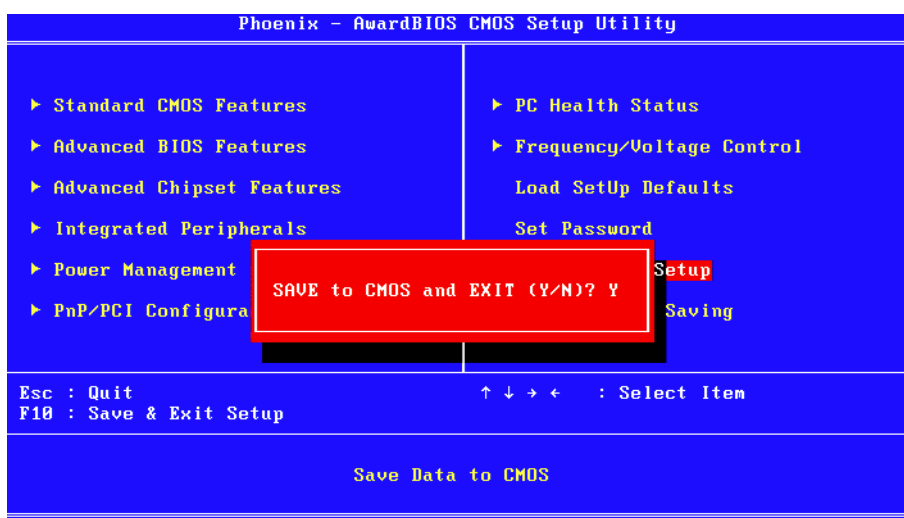 Phoenix - AwardBIOS CMOS Setup Utility
► Standard CMOS Features
► Advanced BIOS Features
► Advanced Chipset Features
► Integrated Peripherals
► Power Management
► PnP/PCI Configura
► PC Health Status
► Frequency/Voltage Control
Load SetUp Defaults
Set Password
Setup
Saving
SAVE to CMOS and EXIT (Y/N)? Y
Esc : Quit
F10 : Save & Exit Setup
↑ ↓ → ← : Select Item
Save Data to CMOS